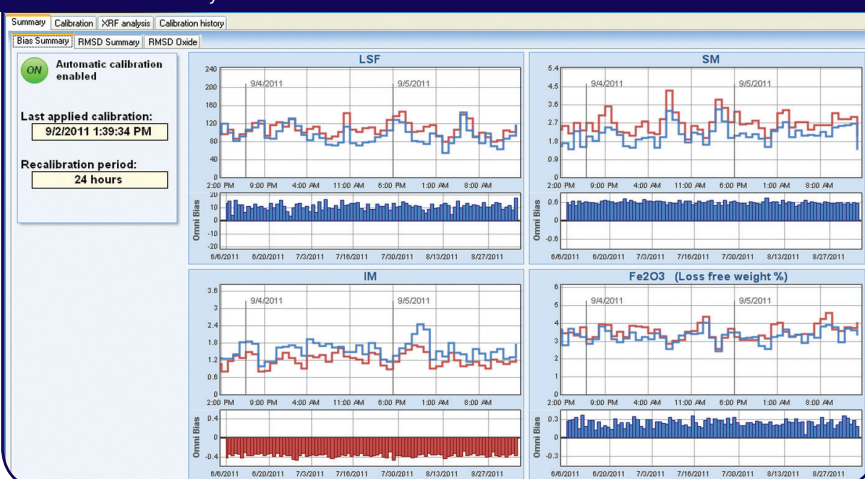 Summary Calibration XRF analysis Calibration history
Bias Summary RMSD Summary RMSD Oxide
ON Automatic calibration
enabled
Last applied calibration:
9/2/2011 1:39:34 PM
Recalibration period:
24 hours
LSF
240
200
160
120
80
40
0
9/4/2011 9/5/2011
2:00 PM 9:00 PM 4:00 AM 11:00 AM 6:00 PM 1:00 AM 8:00 AM
Omni Bias
20
10
0
-10
-20
6/6/2011 6/20/2011 7/3/2011 7/16/2011 7/30/2011 8/13/2011 8/27/2011
SM
5.4
4.5
3.6
2.7
1.8
0.9
0
9/4/2011 9/5/2011
2:00 PM 9:00 PM 4:00 AM 11:00 AM 6:00 PM 1:00 AM 8:00 AM
Omni Bias
0.6
0
-0.6
6/6/2011 6/20/2011 7/3/2011 7/16/2011 7/30/2011 8/13/2011 8/27/2011
IM
3.6
3
2.4
1.8
1.2
0.6
0
9/4/2011 9/5/2011
2:00 PM 9:00 PM 4:00 AM 11:00 AM 6:00 PM 1:00 AM 8:00 AM
Omni Bias
0.4
0
-0.4
6/6/2011 6/20/2011 7/3/2011 7/16/2011 7/30/2011 8/13/2011 8/27/2011
Fe2O3 (Loss free weight %)
6
5
4
3
2
1
0
9/4/2011 9/5/2011
2:00 PM 9:00 PM 4:00 AM 11:00 AM 6:00 PM 1:00 AM 8:00 AM
Omni Bias
0.3
0
-0.3
6/6/2011 6/20/2011 7/3/2011 7/16/2011 7/30/2011 8/13/2011 8/27/2011